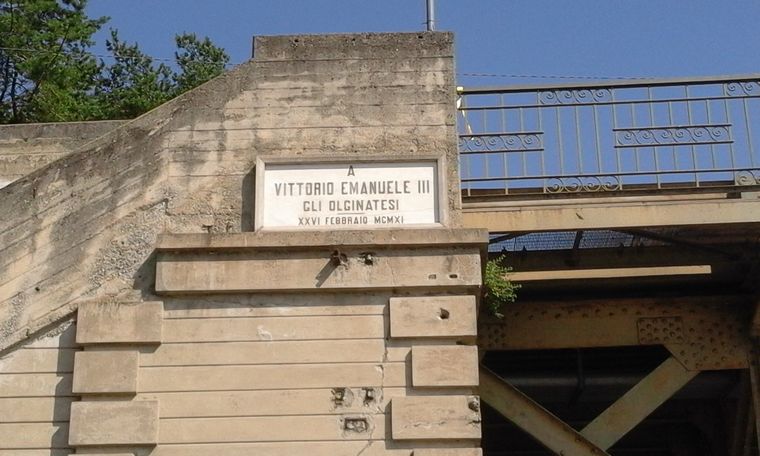 A
VITTORIO EMANUELE III
GLI OLGINATESI
XXVI FEBBRAIO MCMXI